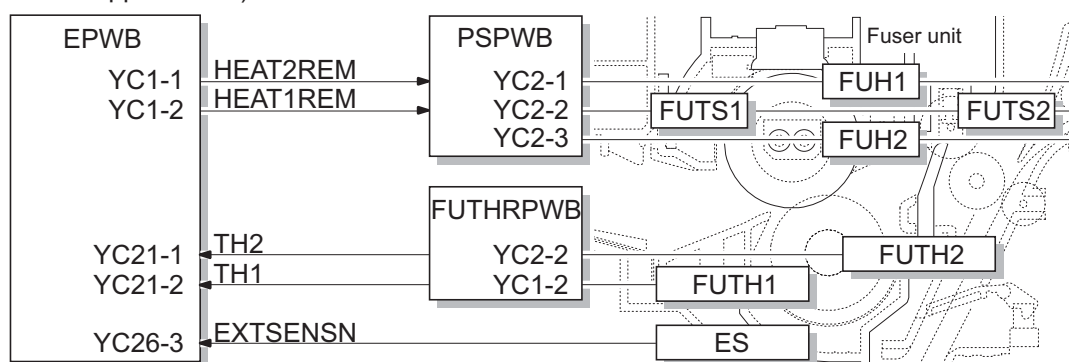 EPWB
PSPWB
Fuser unit
YC1-1 HEAT2REM YC2-1 FUH1
YC1-2 HEAT1REM YC2-2 FUTS1 FUTS2
YC2-3 FUH2
FUTHRPWB
YC21-1 TH2 YC2-2 FUTH2
YC21-2 TH1 YC1-2 FUTH1
YC26-3 EXTSENSN ES